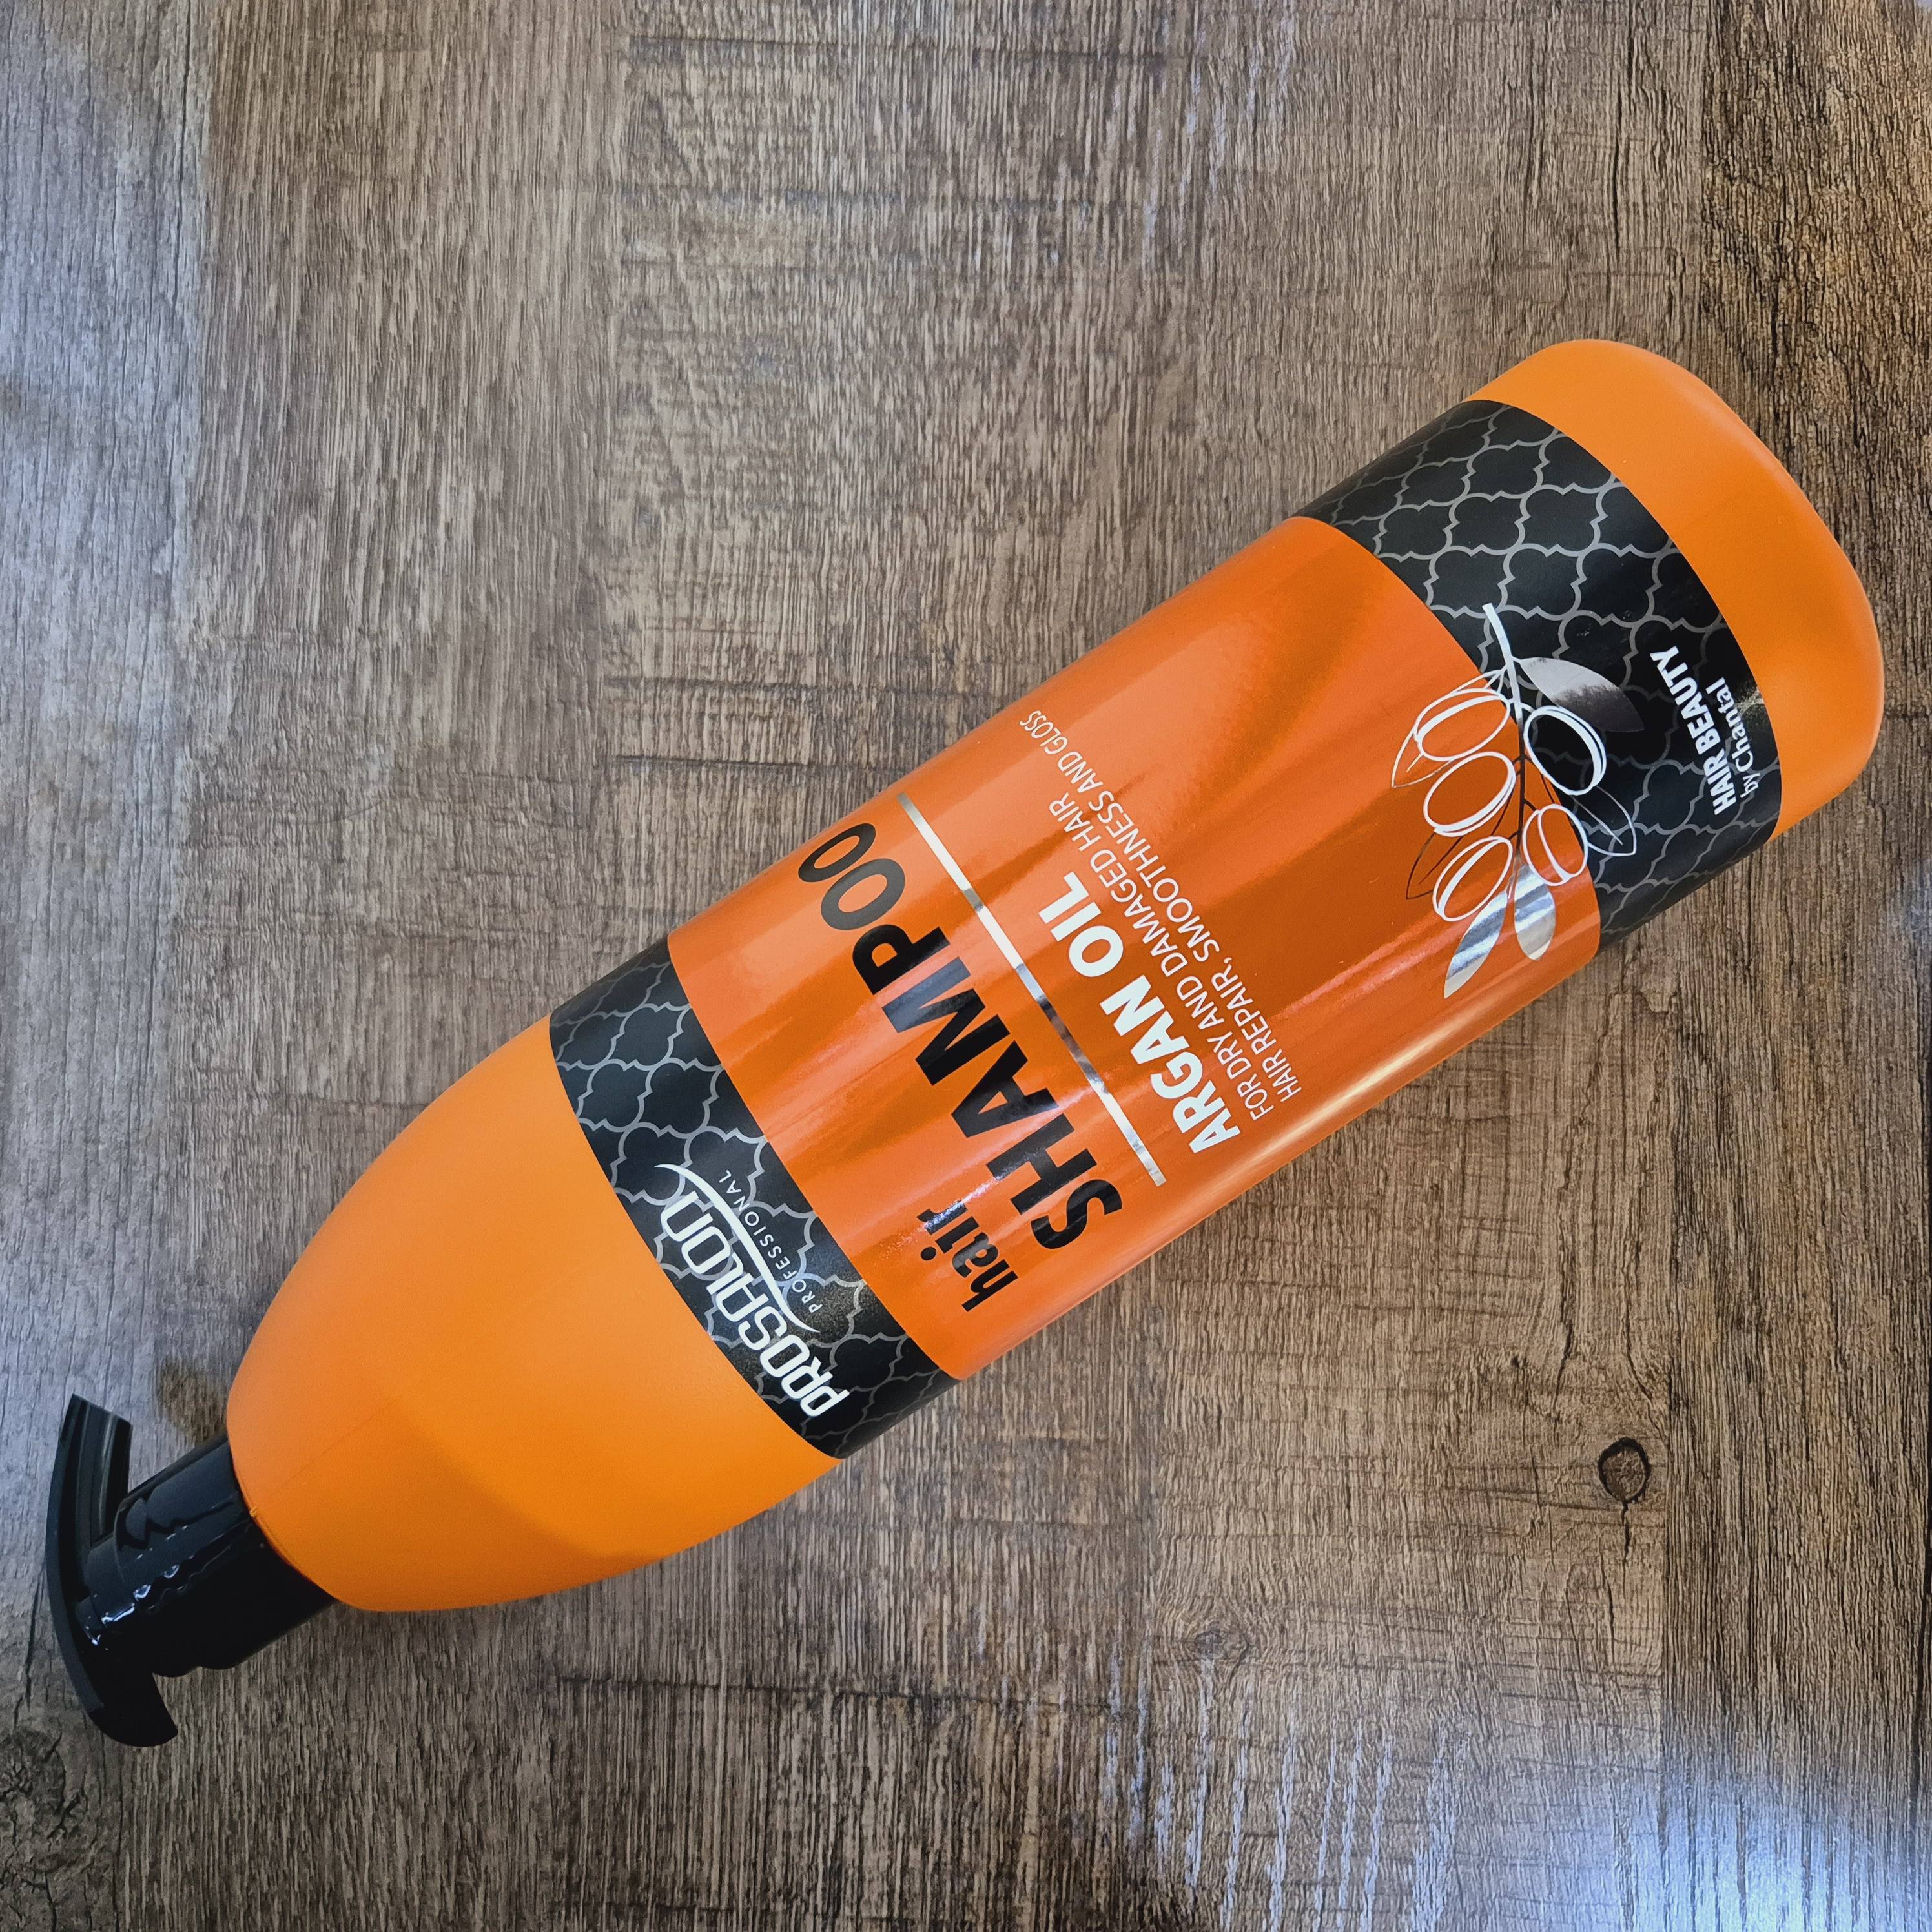 PROSALON
PROFESSIONAL
hair
SHAMPOO
ARGAN OIL
FOR DRY AND DAMAGED HAIR
HAIR REPAIR, SMOOTHNESS AND GLOSS
HAIR BEAUTY
by Chantal